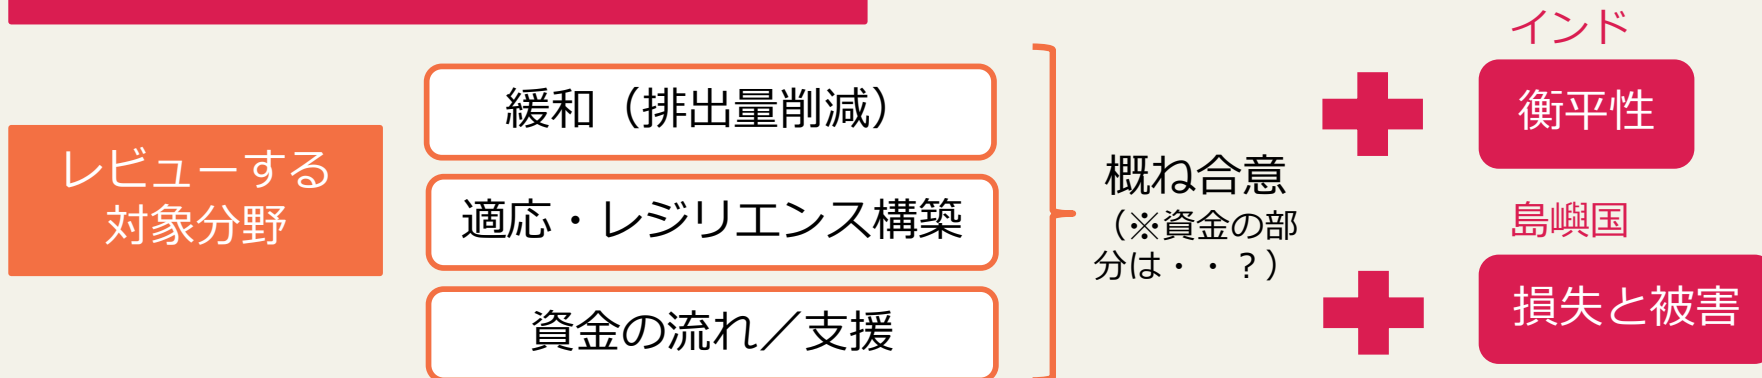 レビューする
対象分野
緩和（排出量削減）
適応・レジリエンス構築
資金の流れ／支援
概ね合意
（※資金の部
分は・・？）
インド
衡平性
島嶼国
損失と被害